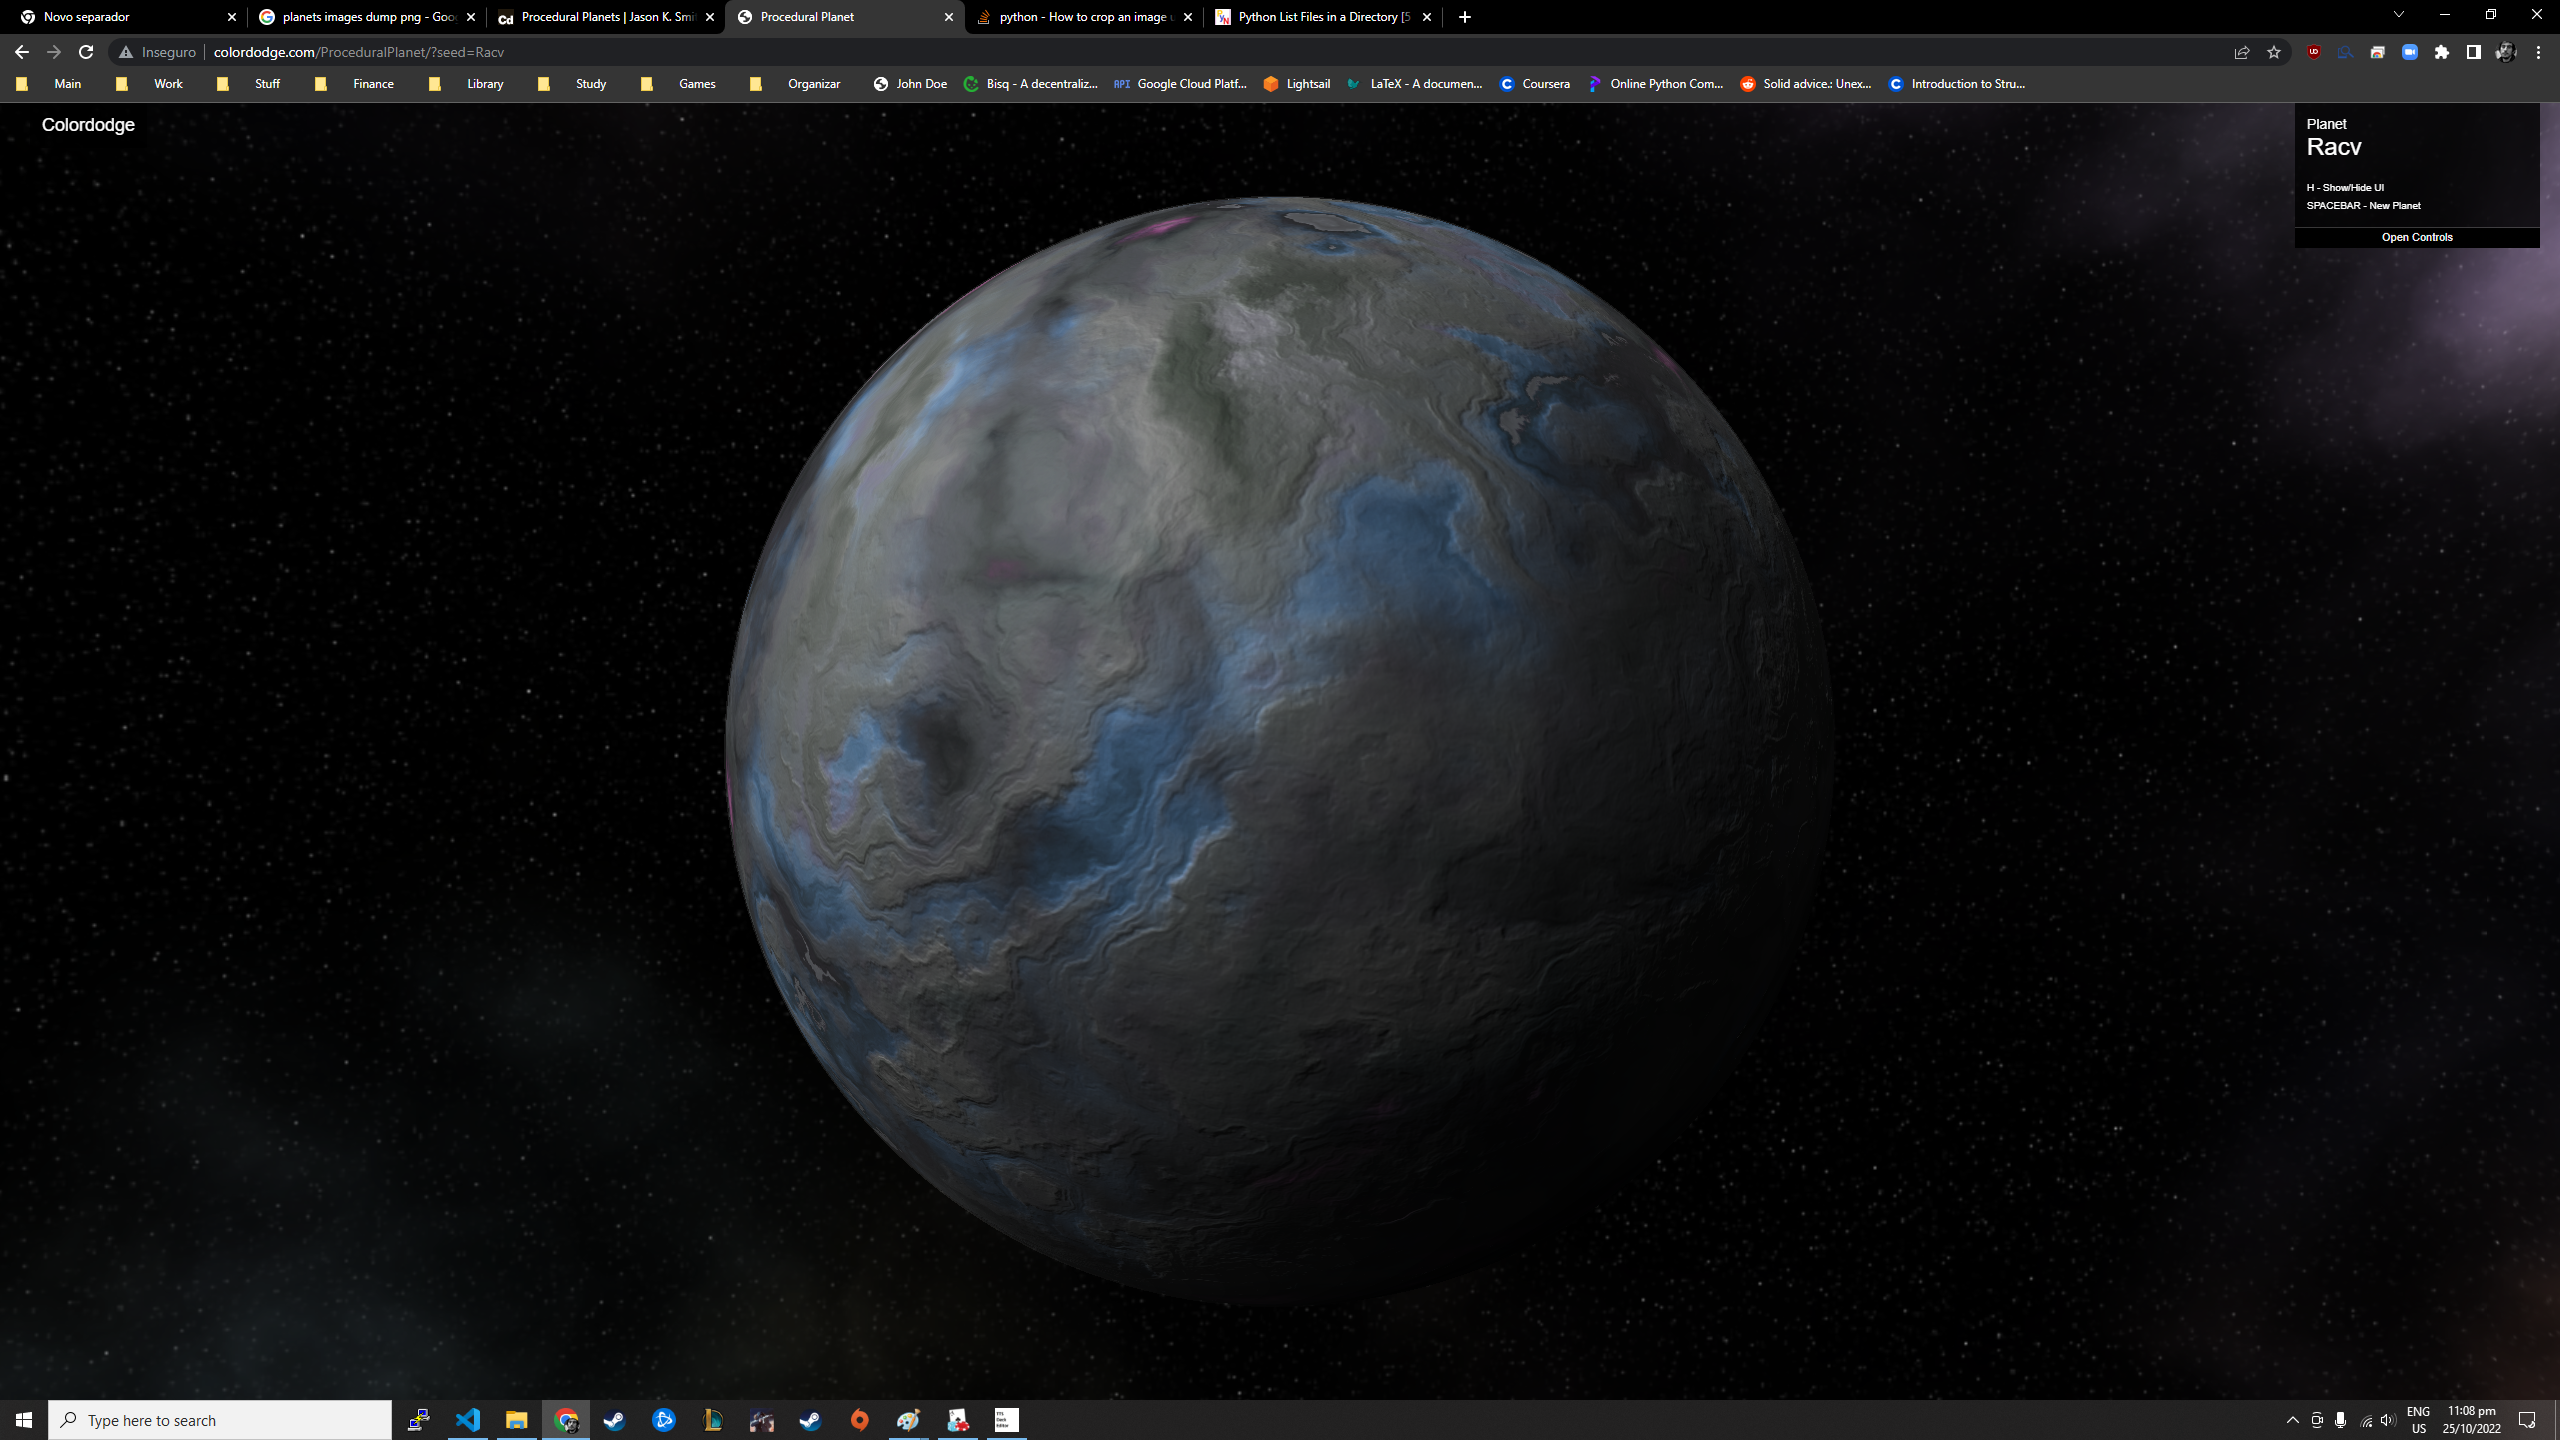 Novo separador
planets images dump png - Goo
Procedural Planets | Jason K. Smi
Procedural Planet
python - How to crop an image u
Python List Files in a Directory [5
Inseguro
colordodge.com/ProceduralPlanet/?seed=Racv
Main
Work
Stuff
Finance
Library
Study
Games
Organizar
John Doe
Bisq - A decentraliz...
API
Google Cloud Platf...
Lightsail
LaTeX - A documen...
Coursera
Online Python Com...
Solid advice.: Unex...
Introduction to Stru...
Colordodge
Planet
Racv
H - Show/Hide UI
SPACEBAR - New Planet
Open Controls
Type here to search
TTS
Deck
Editor
ENG
US
11:08 pm
25/10/2022